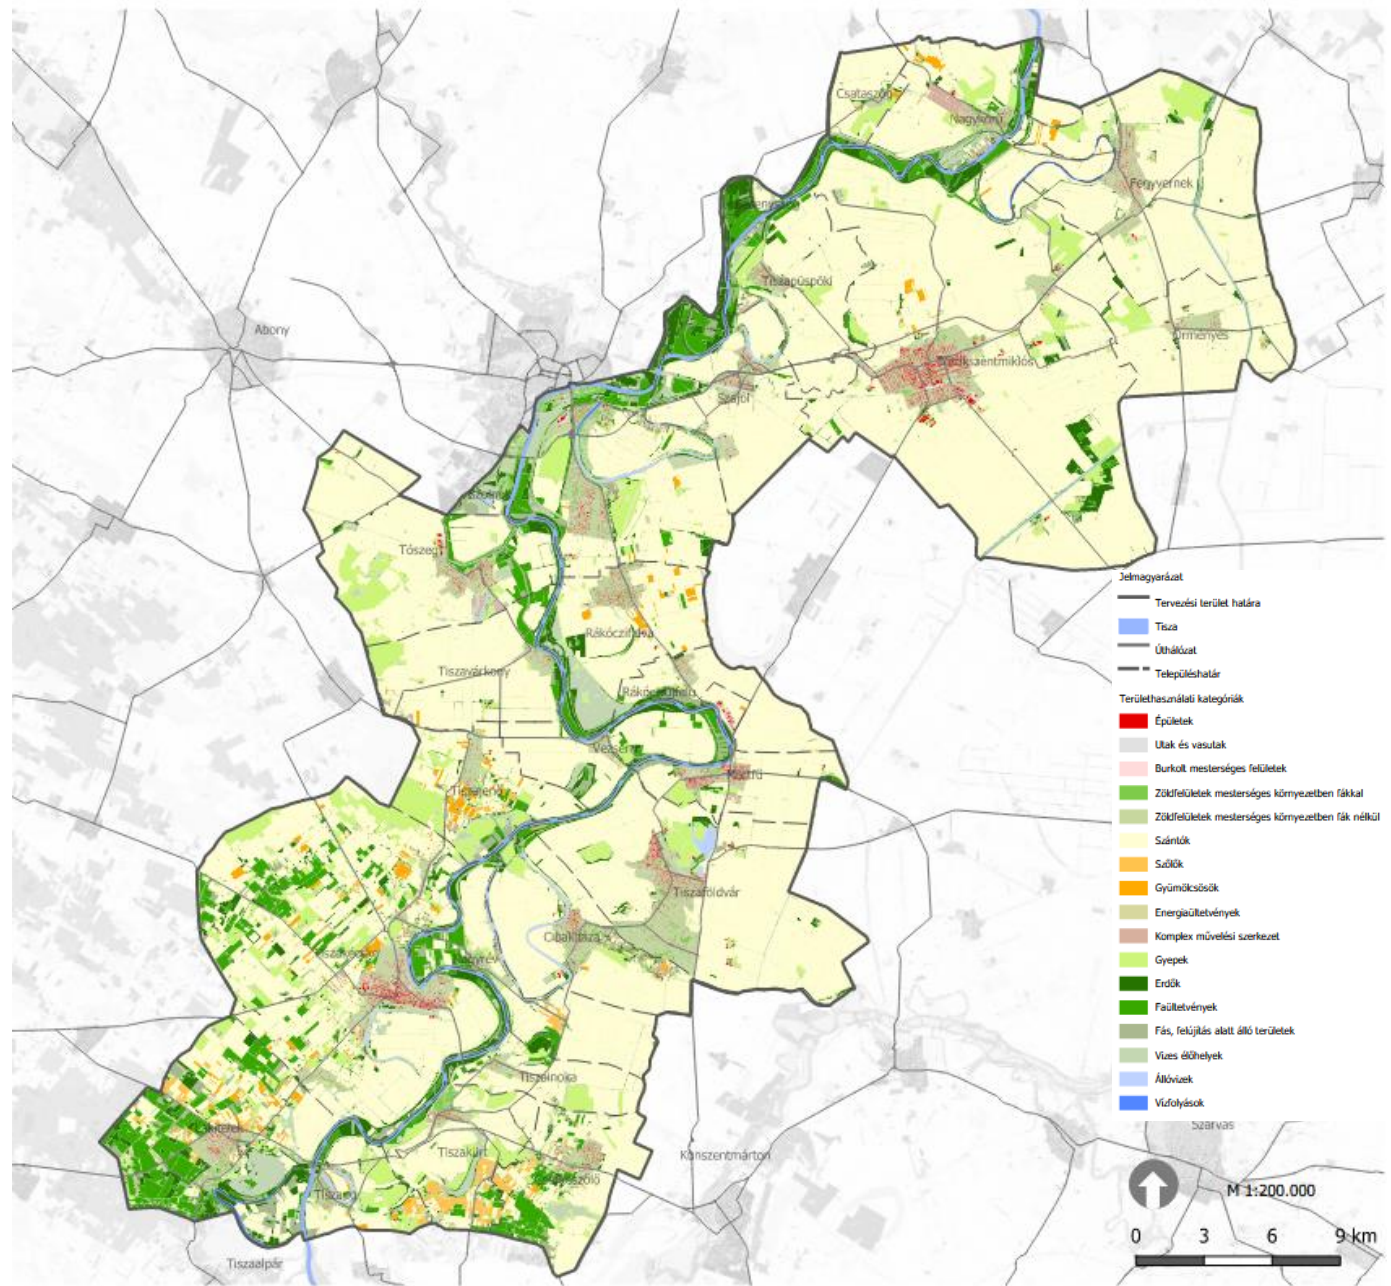 Csataszög
Nagykörű
Fegyvernek
Tiszapüspöki
Abony
Örményes
Törökszentmiklós
Szajol
Tószeg
Rákóczifalva
Tiszavárkony
Rákócziújfalu
Vezseny
Martfű
Tiszajenő
Tiszaföldvár
Cibakháza
Nagyrév
Tiszainoka
Lakitelek
Tiszakürt
Kunszentmárton
Tiszaug
Tiszaalpár
Jelmagyarázat
Tervezési terület határa
Tisza
Úthálózat
Településhatár
Területhasználati kategóriák
Épületek
Utak és vasutak
Burkolt mesterséges felületek
Zöldfelületek mesterséges környezetben fákkal
Zöldfelületek mesterséges környezetben fák nélkül
Szántók
Szőlők
Gyümölcsösök
Energiaültetvények
Komplex művelési szerkezet
Gyepek
Erdők
Faültetvények
Fás, felújítás alatt álló területek
Vizes élőhelyek
Állóvizek
Vízfolyások
Szarvas
M 1:200.000
0 3 6 9 km